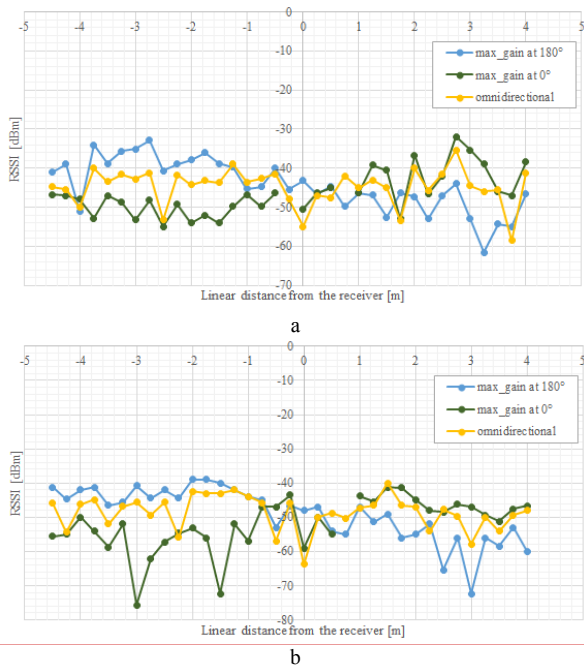 0
-5 -4 -3 -2 -1 0 1 2 3 4 5
-10
-20
-30
-40
-50
-60
-70
RSSI [dBm]
max_gain at 180°
max_gain at 0°
omnidirectional
Linear distance from the receiver [m]
a
0
-5 -4 -3 -2 -1 0 1 2 3 4 5
-10
-20
-30
-40
-50
-60
-70
-80
RSSI [dBm]
max_gain at 180°
max_gain at 0°
omnidirectional
Linear distance from the receiver [m]
b